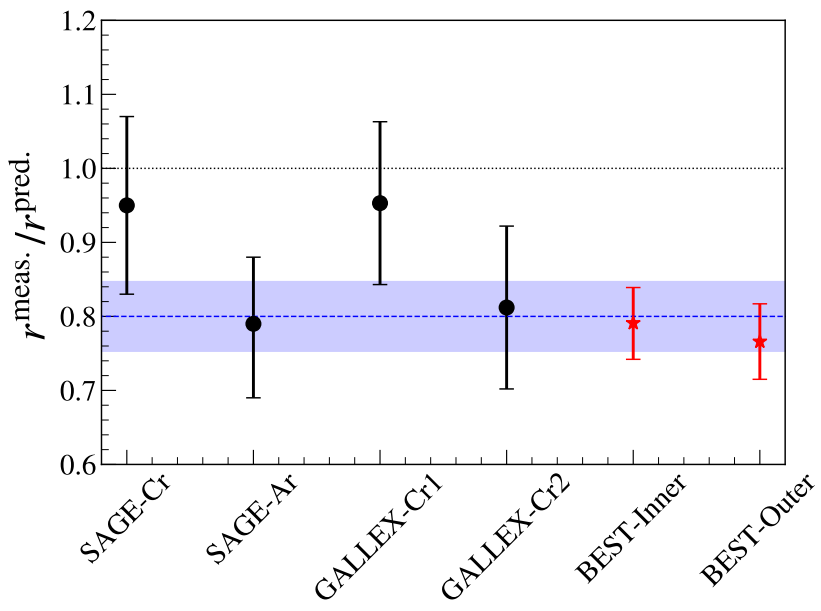 1.2
1.1
1.0
0.9
0.8
0.7
0.6
r^meas./r^pred.
SAGE-Cr
SAGE-Ar
GALLEX-Cr1
GALLEX-Cr2
BEST-Inner
BEST-Outer